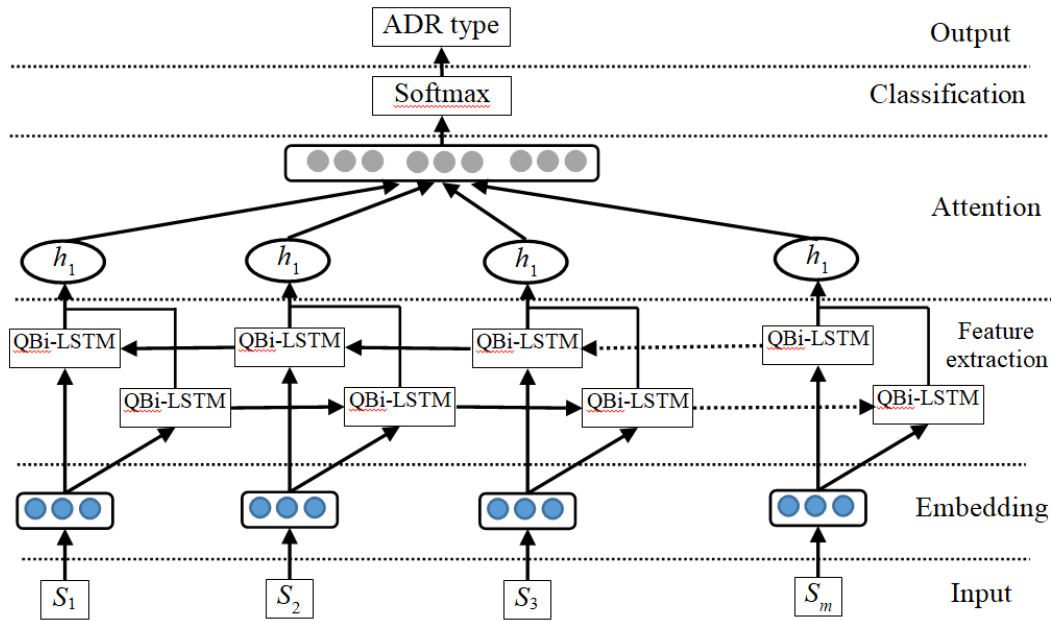 ADR type
Output
Softmax
Classification
Attention
h1 h1 h1 h1
QBi-LSTM QBi-LSTM QBi-LSTM QBi-LSTM
Feature
extraction
QBi-LSTM QBi-LSTM QBi-LSTM QBi-LSTM
Embedding
S1 S2 S3 Sm
Input